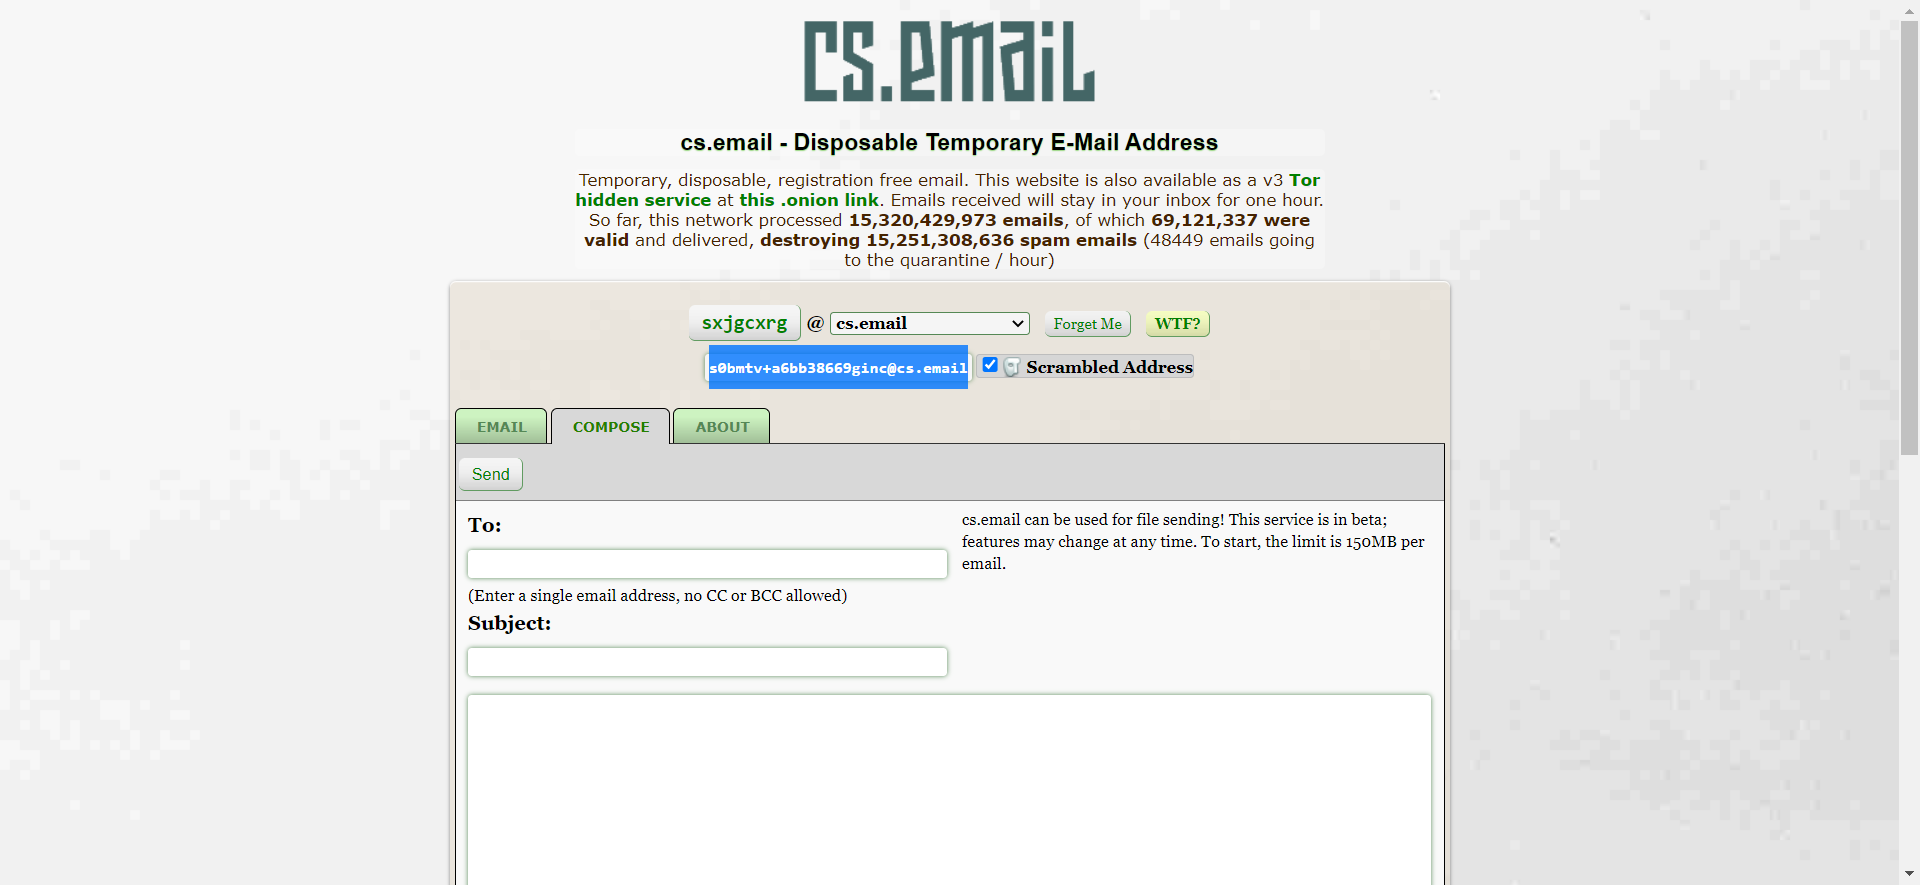 cs.email
cs.email - Disposable Temporary E-Mail Address
Temporary, disposable, registration free email. This website is also available as a v3 Tor
hidden service at this .onion link. Emails received will stay in your inbox for one hour.
So far, this network processed 15,320,429,973 emails, of which 69,121,337 were
valid and delivered, destroying 15,251,308,636 spam emails (48449 emails going
to the quarantine / hour)
sxjgcxrg @ cs.email Forget Me WTF?
s0bmtv+a6bb38669ginc@cs.email Scrambled Address
EMAIL COMPOSE ABOUT
Send
To:
(Enter a single email address, no CC or BCC allowed)
Subject:
cs.email can be used for file sending! This service is in beta;
features may change at any time. To start, the limit is 150MB per
email.